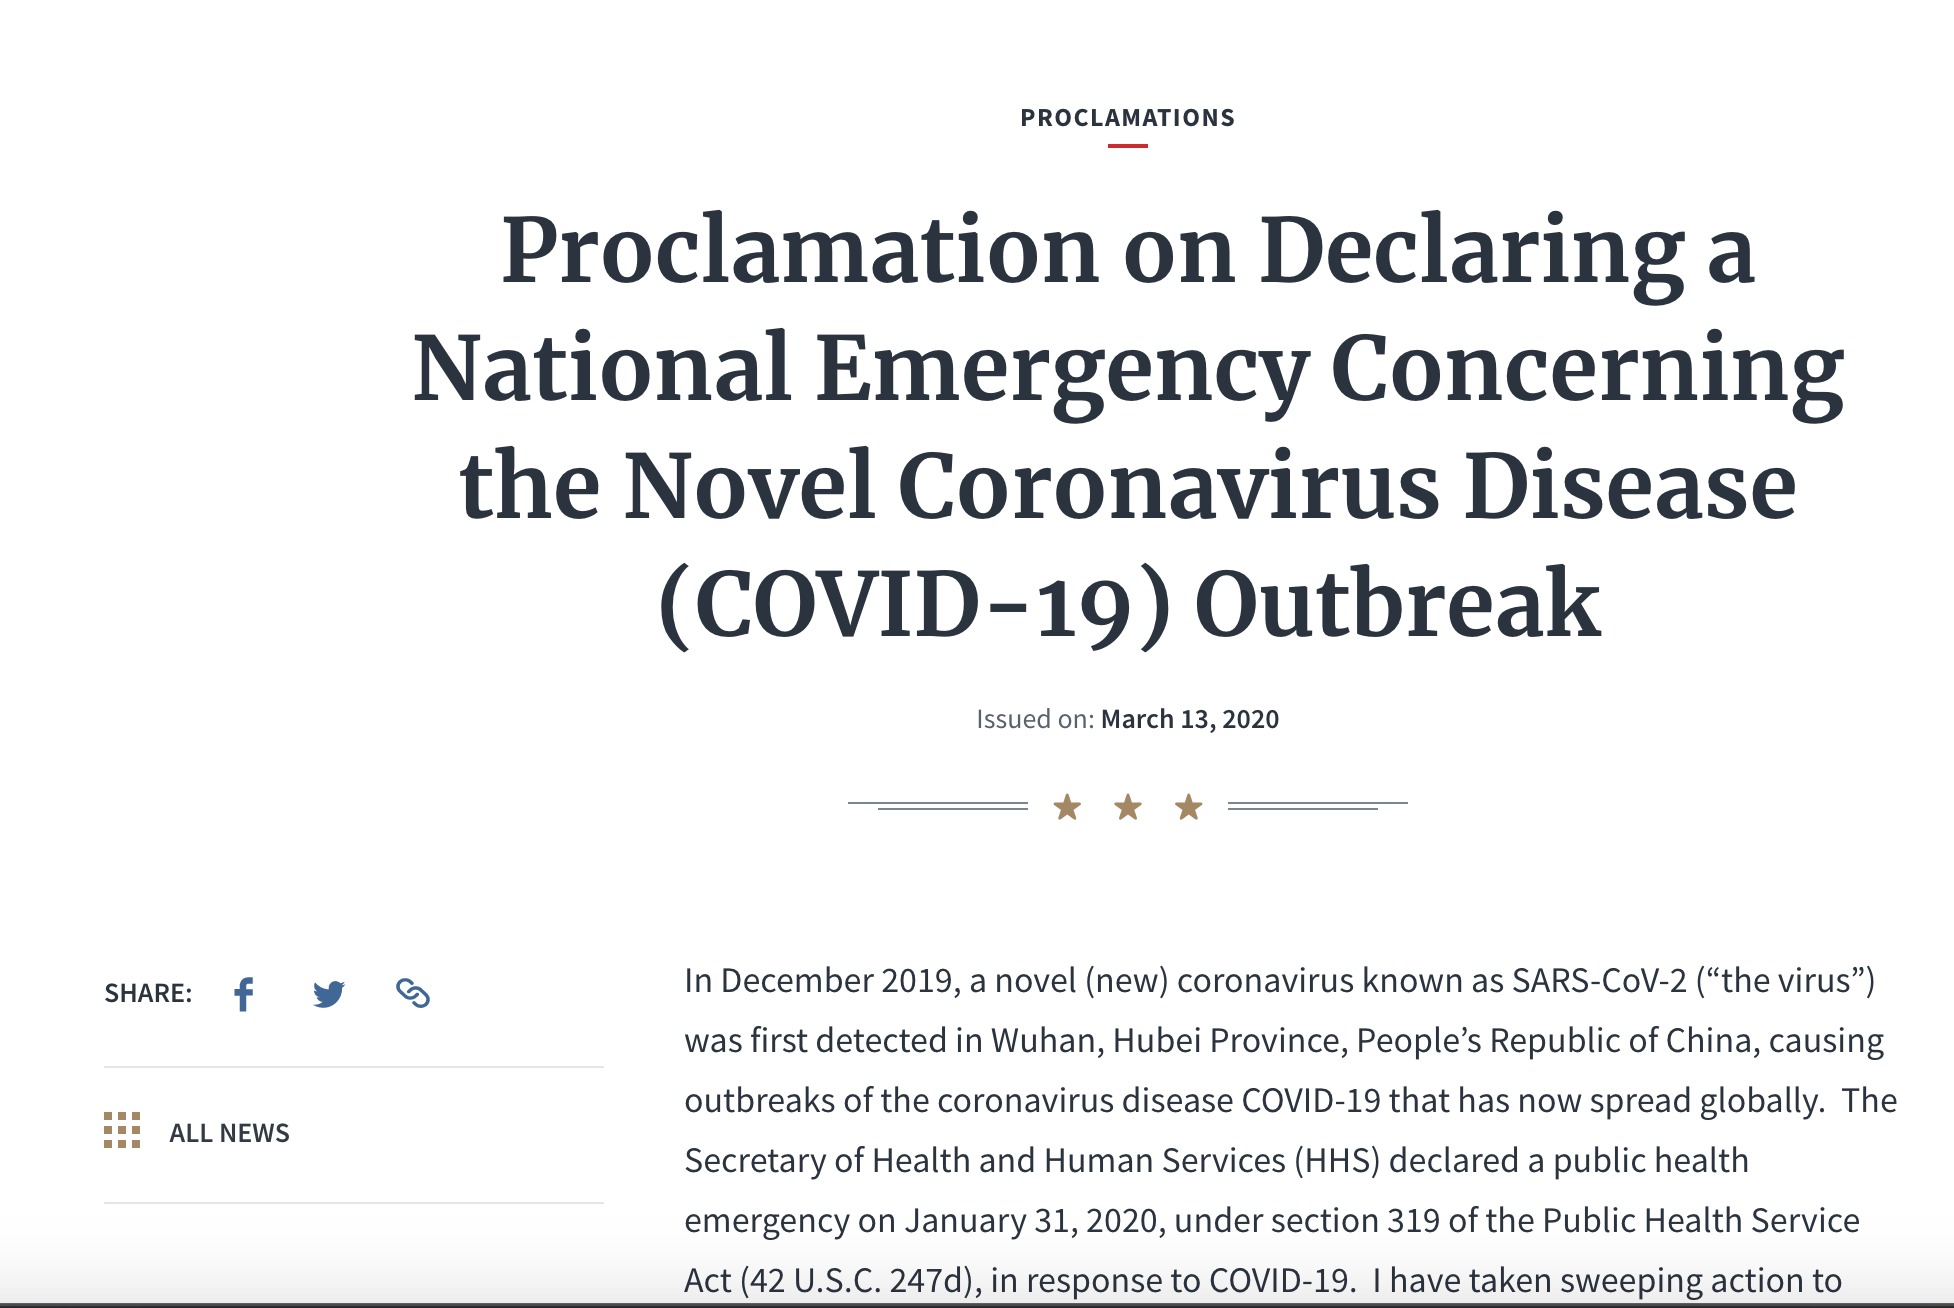 PROCLAMATIONS
Proclamation on Declaring a
National Emergency Concerning
the Novel Coronavirus Disease
(COVID-19) Outbreak
Issued on: March 13, 2020
SHARE:
ALL NEWS
In December 2019, a novel (new) coronavirus known as SARS-CoV-2 (“the virus”)
was first detected in Wuhan, Hubei Province, People’s Republic of China, causing
outbreaks of the coronavirus disease COVID-19 that has now spread globally.  The
Secretary of Health and Human Services (HHS) declared a public health
emergency on January 31, 2020, under section 319 of the Public Health Service
Act (42 U.S.C. 247d), in response to COVID-19.  I have taken sweeping action to